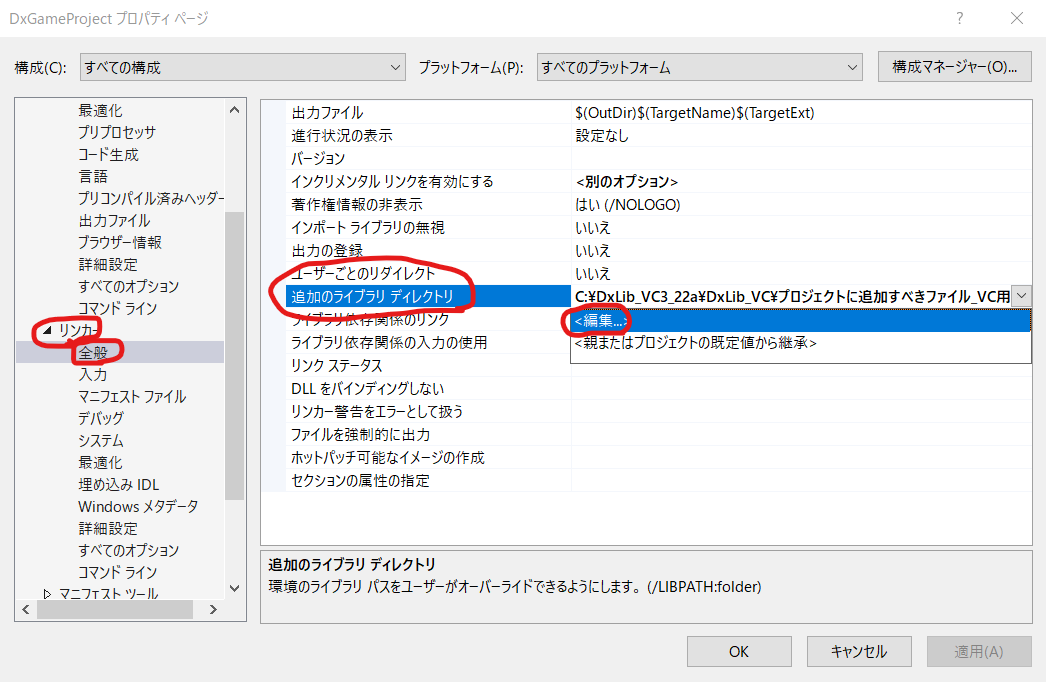 DxGameProject プロパティ ページ
構成(C): すべての構成 プラットフォーム(P): すべてのプラットフォーム 構成マネージャー(O)...
最適化
プリプロセッサ
コード生成
言語
プリコンパイル済みヘッダー
出力ファイル
ブラウザー情報
詳細設定
すべてのオプション
コマンド ライン
リンカー
全般
入力
マニフェスト ファイル
デバッグ
システム
最適化
埋め込み IDL
Windows メタデータ
詳細設定
すべてのオプション
コマンド ライン
マニフェスト ツール
出力ファイル $(OutDir)$(TargetName)$(TargetExt)
進行状況の表示 設定なし
バージョン
インクリメンタル リンクを有効にする <別のオプション>
著作権情報の非表示 はい (/NOLOGO)
インポート ライブラリの無視 いいえ
出力の登録 いいえ
ユーザーごとのリダイレクト いいえ
追加のライブラリ ディレクトリ C:¥DxLib_VC3_22a¥DxLib_VC¥プロジェクトに追加すべきファイル_VC用
ライブラリ依存関係のリンク <編集...>
ライブラリ依存関係の入力の使用 <親またはプロジェクトの既定値から継承>
リンク ステータス
DLL をバインディングしない
リンカー警告をエラーとして扱う
ファイルを強制的に出力
ホットパッチ可能なイメージの作成
セクションの属性の指定
追加のライブラリ ディレクトリ
環境のライブラリ パスをユーザーがオーバーライドできるようにします。(/LIBPATH:folder)
OK キャンセル 適用(A)